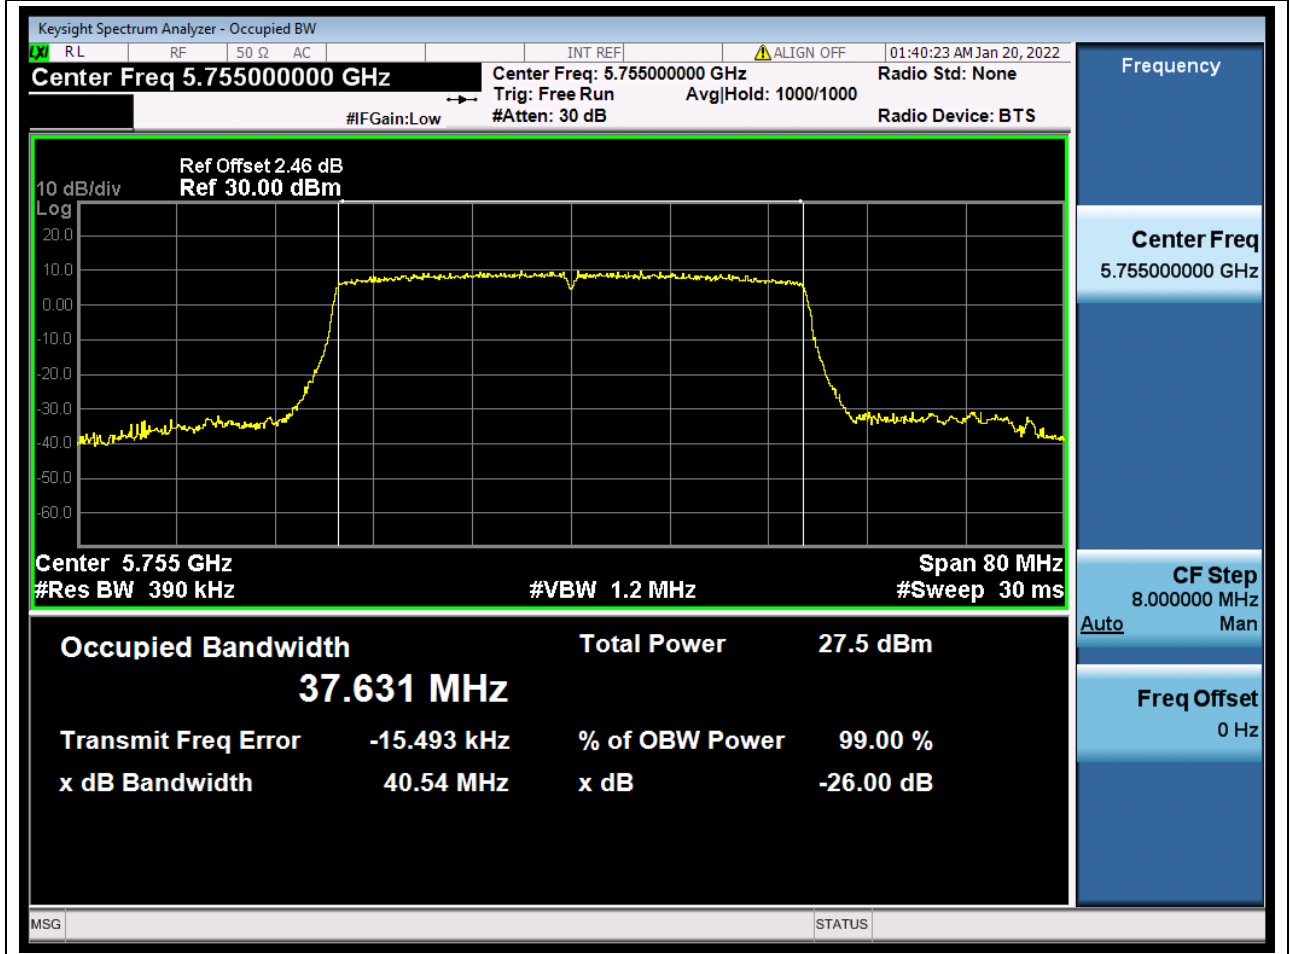 Keysight Spectrum Analyzer - Occupied BW
LXI RL RF 50 Ω AC INT REF ALIGN OFF 01:40:23 AM Jan 20, 2022
Center Freq 5.755000000 GHz
Center Freq: 5.755000000 GHz
Radio Std: None
Trig: Free Run Avg|Hold: 1000/1000
#IFGain:Low
#Atten: 30 dB
Radio Device: BTS
Frequency
Ref Offset 2.46 dB
10 dB/div Ref 30.00 dBm
Log
20.0
10.0
0.00
-10.0
-20.0
-30.0
-40.0
-50.0
-60.0
Center 5.755 GHz Span 80 MHz
#Res BW 390 kHz #VBW 1.2 MHz #Sweep 30 ms
Center Freq
5.755000000 GHz
CF Step
8.000000 MHz
Auto Man
Freq Offset
0 Hz
Occupied Bandwidth Total Power 27.5 dBm
37.631 MHz
Transmit Freq Error -15.493 kHz % of OBW Power 99.00 %
x dB Bandwidth 40.54 MHz x dB -26.00 dB
MSG STATUS